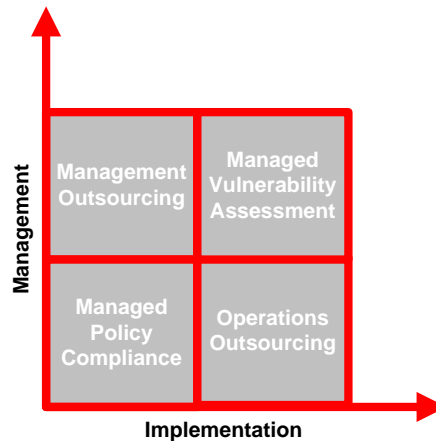 Management
Outsourcing
Managed
Vulnerability
Assessment
Managed
Policy
Compliance
Operations
Outsourcing
Management
Implementation